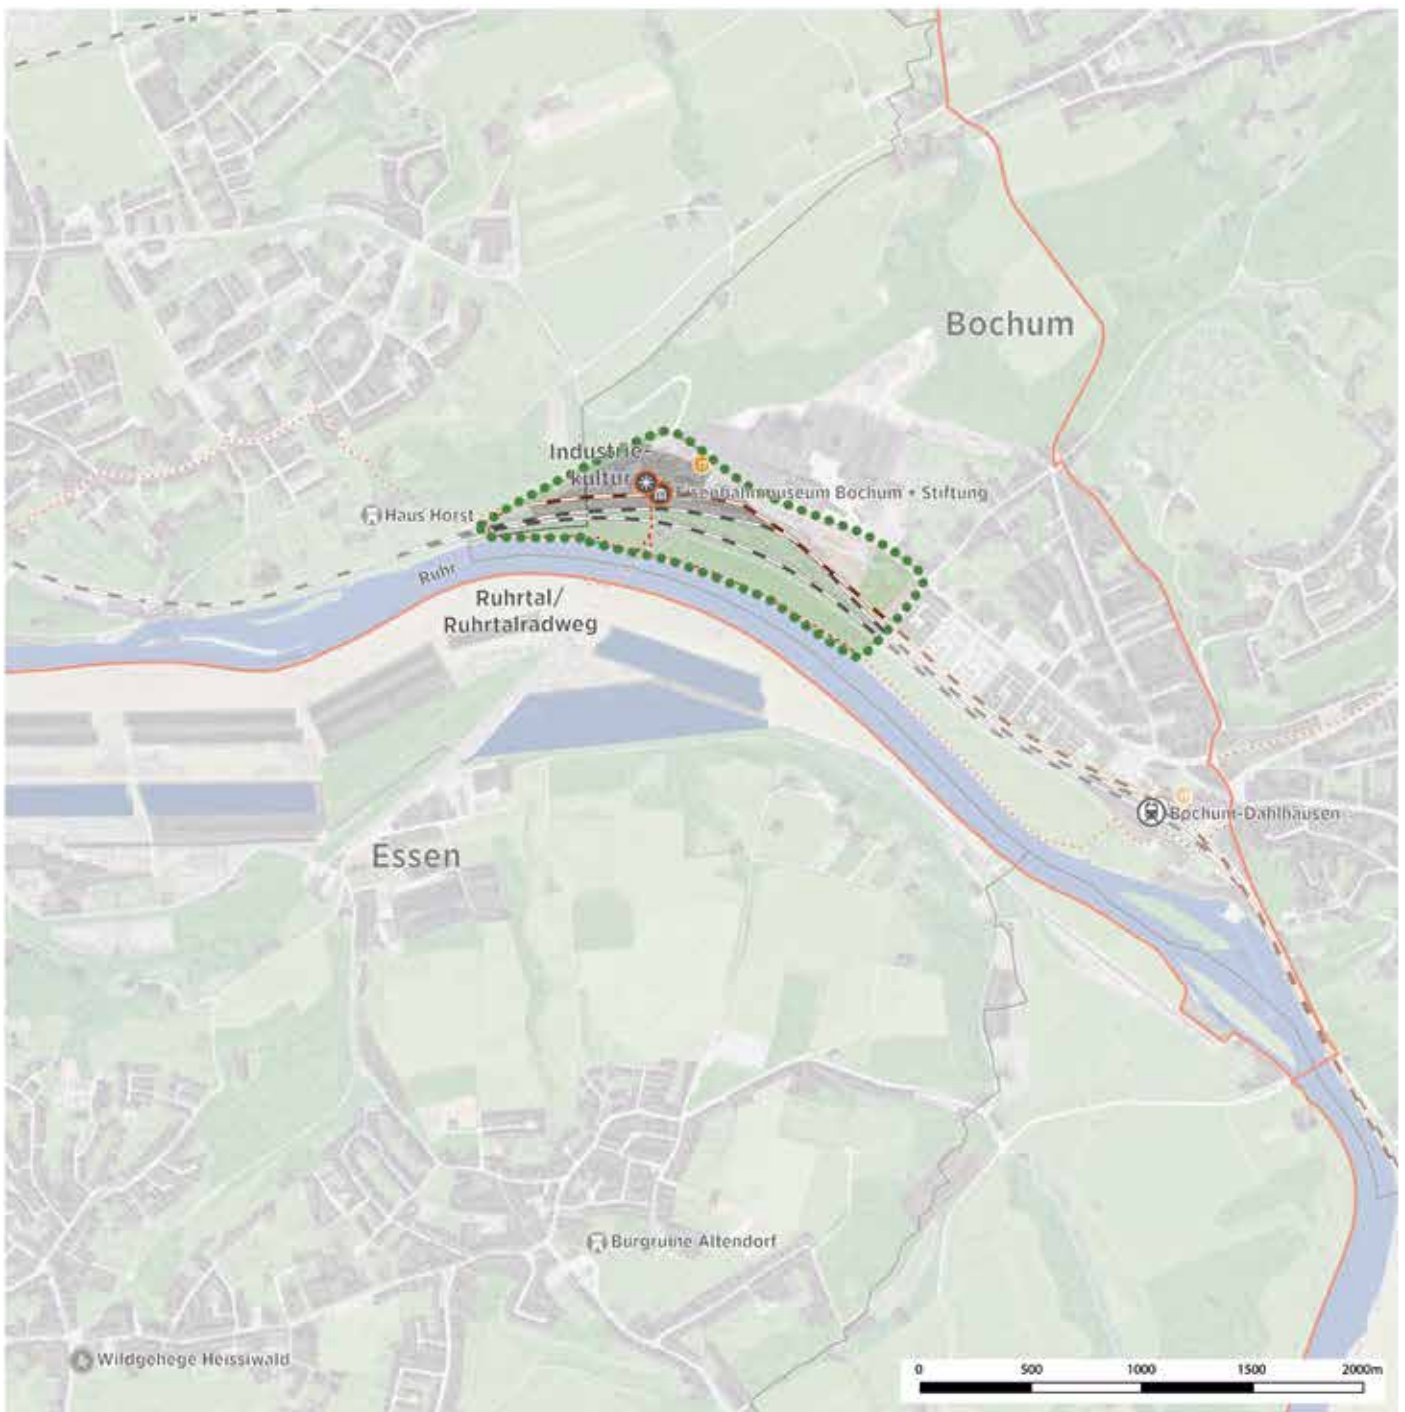 Bochum
Industrie-
kultur
Eisenbahnmuseum Bochum + Stiftung
Haus Horst
Ruhr
Ruhrtal/
Ruhrtalradweg
Bochum-Dahlhausen
Essen
Burgruine Altendorf
Wildgehege Heissiwald
0 500 1000 1500 2000m